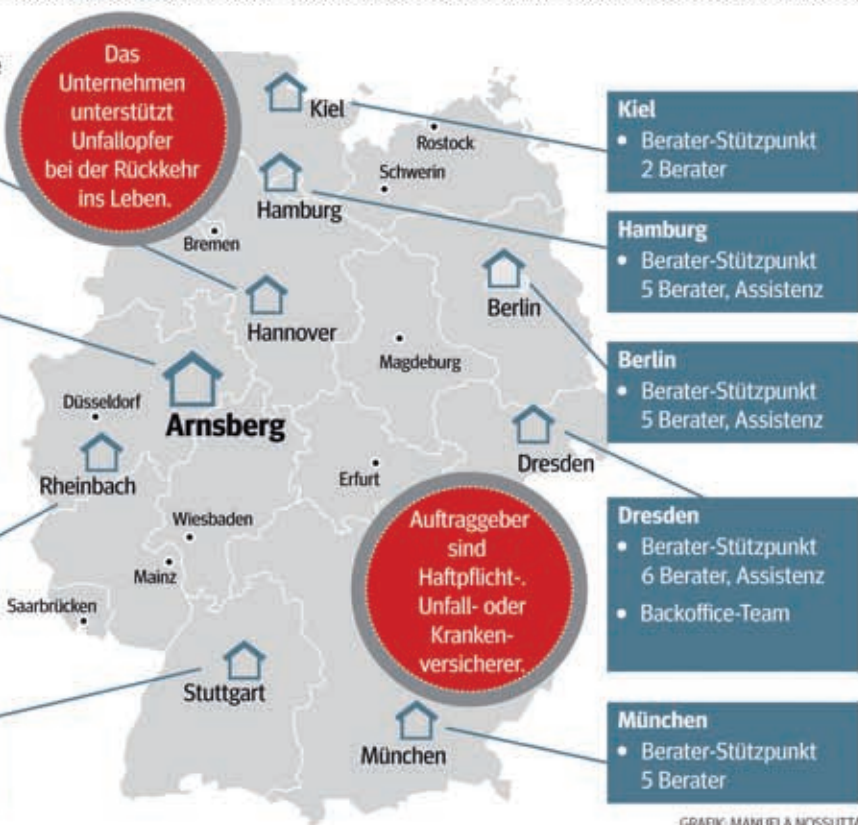 Das
Unternehmen
unterstützt
Unfallopfer
bei der Rückkehr
ins Leben.
Kiel
Rostock
Schwerin
Hamburg
Bremen
Hannover
Berlin
Magdeburg
Düsseldorf
Arnsberg
Rheinbach
Dresden
Erfurt
Wiesbaden
Mainz
Saarbrücken
Stuttgart
München
Auftraggeber
sind
Haftpflicht-.
Unfall- oder
Kranken-
versicherer.
Kiel
• Berater-Stützpunkt
2 Berater
Hamburg
• Berater-Stützpunkt
5 Berater, Assistenz
Berlin
• Berater-Stützpunkt
5 Berater, Assistenz
Dresden
• Berater-Stützpunkt
6 Berater, Assistenz
• Backoffice-Team
München
• Berater-Stützpunkt
5 Berater
GRAFIK: MANUELA NOSSUTTA